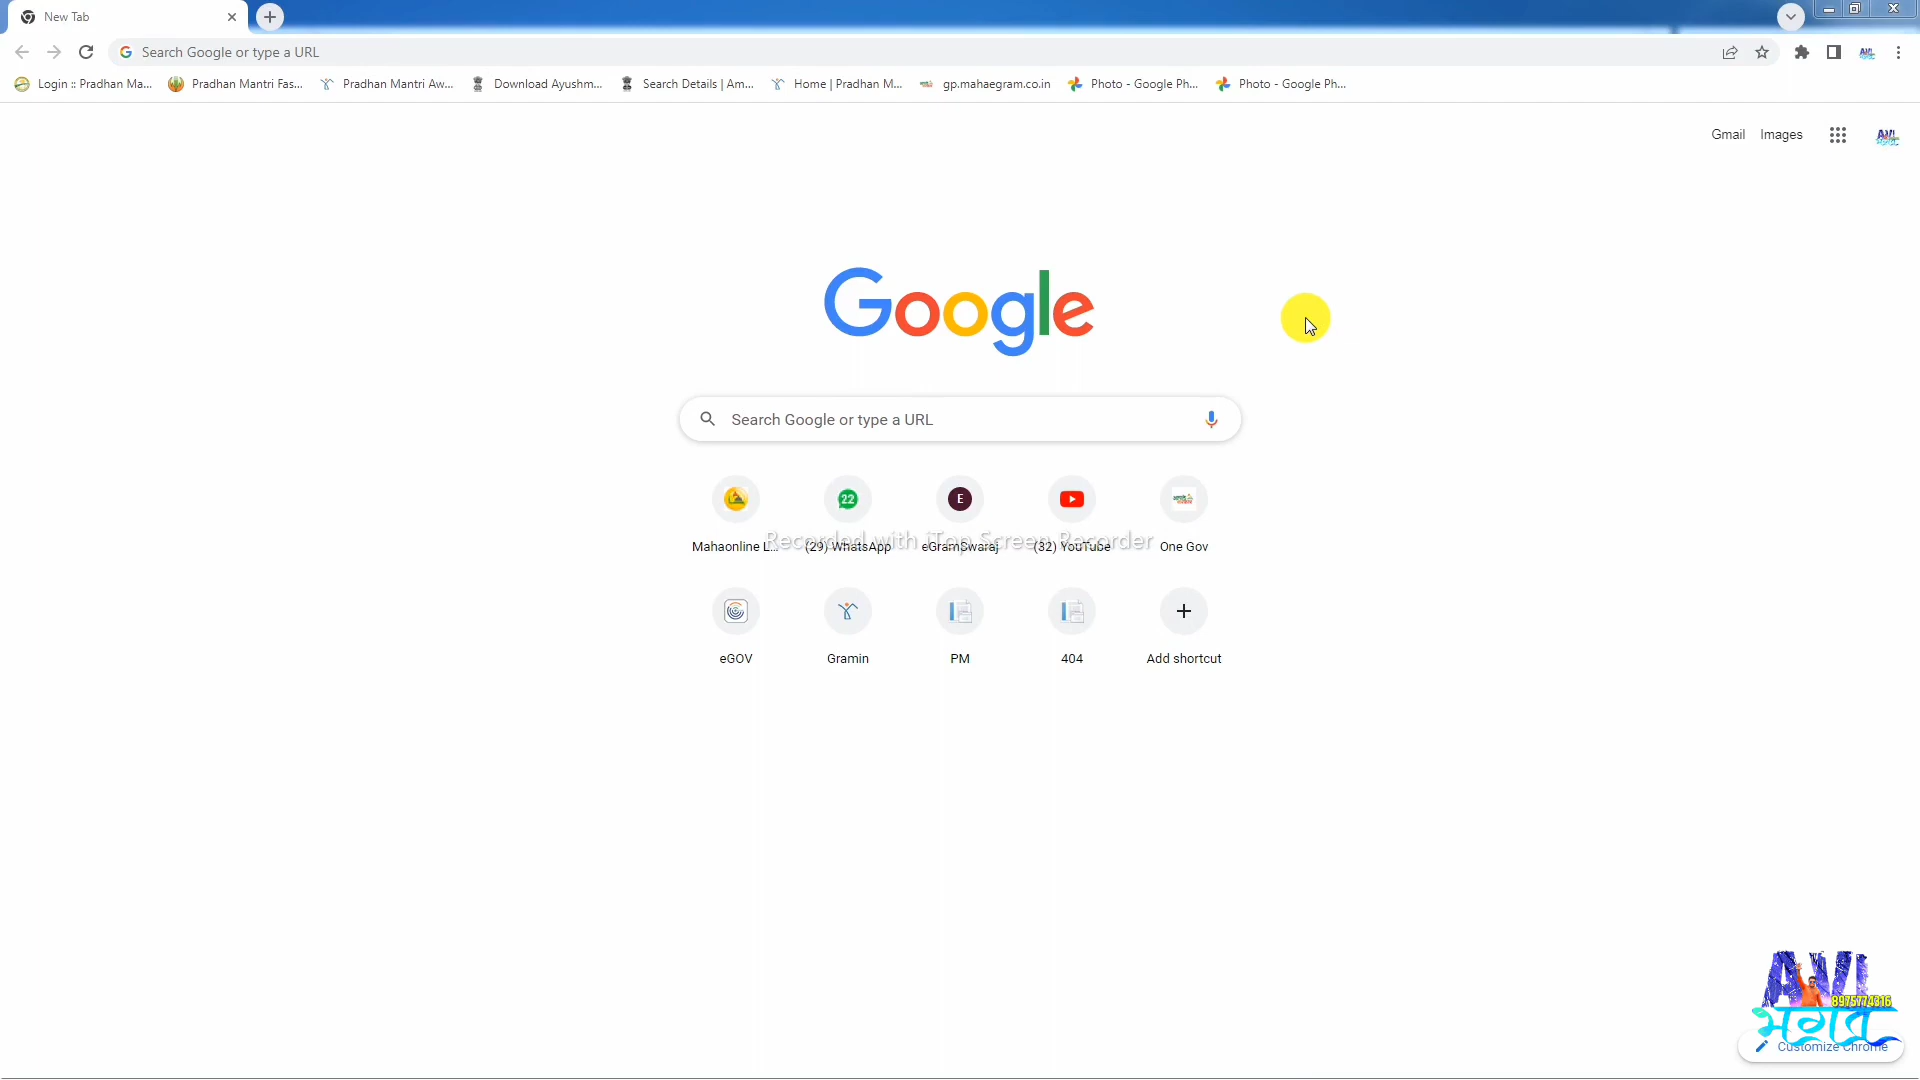 New Tab
Search Google or type a URL
Login :: Pradhan Ma... Pradhan Mantri Fas... Pradhan Mantri Aw... Download Ayushm... Search Details | Am... Home | Pradhan M... gp.mahaegram.co.in Photo - Google Ph... Photo - Google Ph...
Gmail Images
AVI
Google
Search Google or type a URL
22 E
Recorded with iTop Screen Recorder
Mahaonline L... (29) WhatsApp eGramSwaraj (32) YouTube One Gov
eGOV Gramin PM 404 Add shortcut
AVI
8975774316
भगत
Customize Chrome